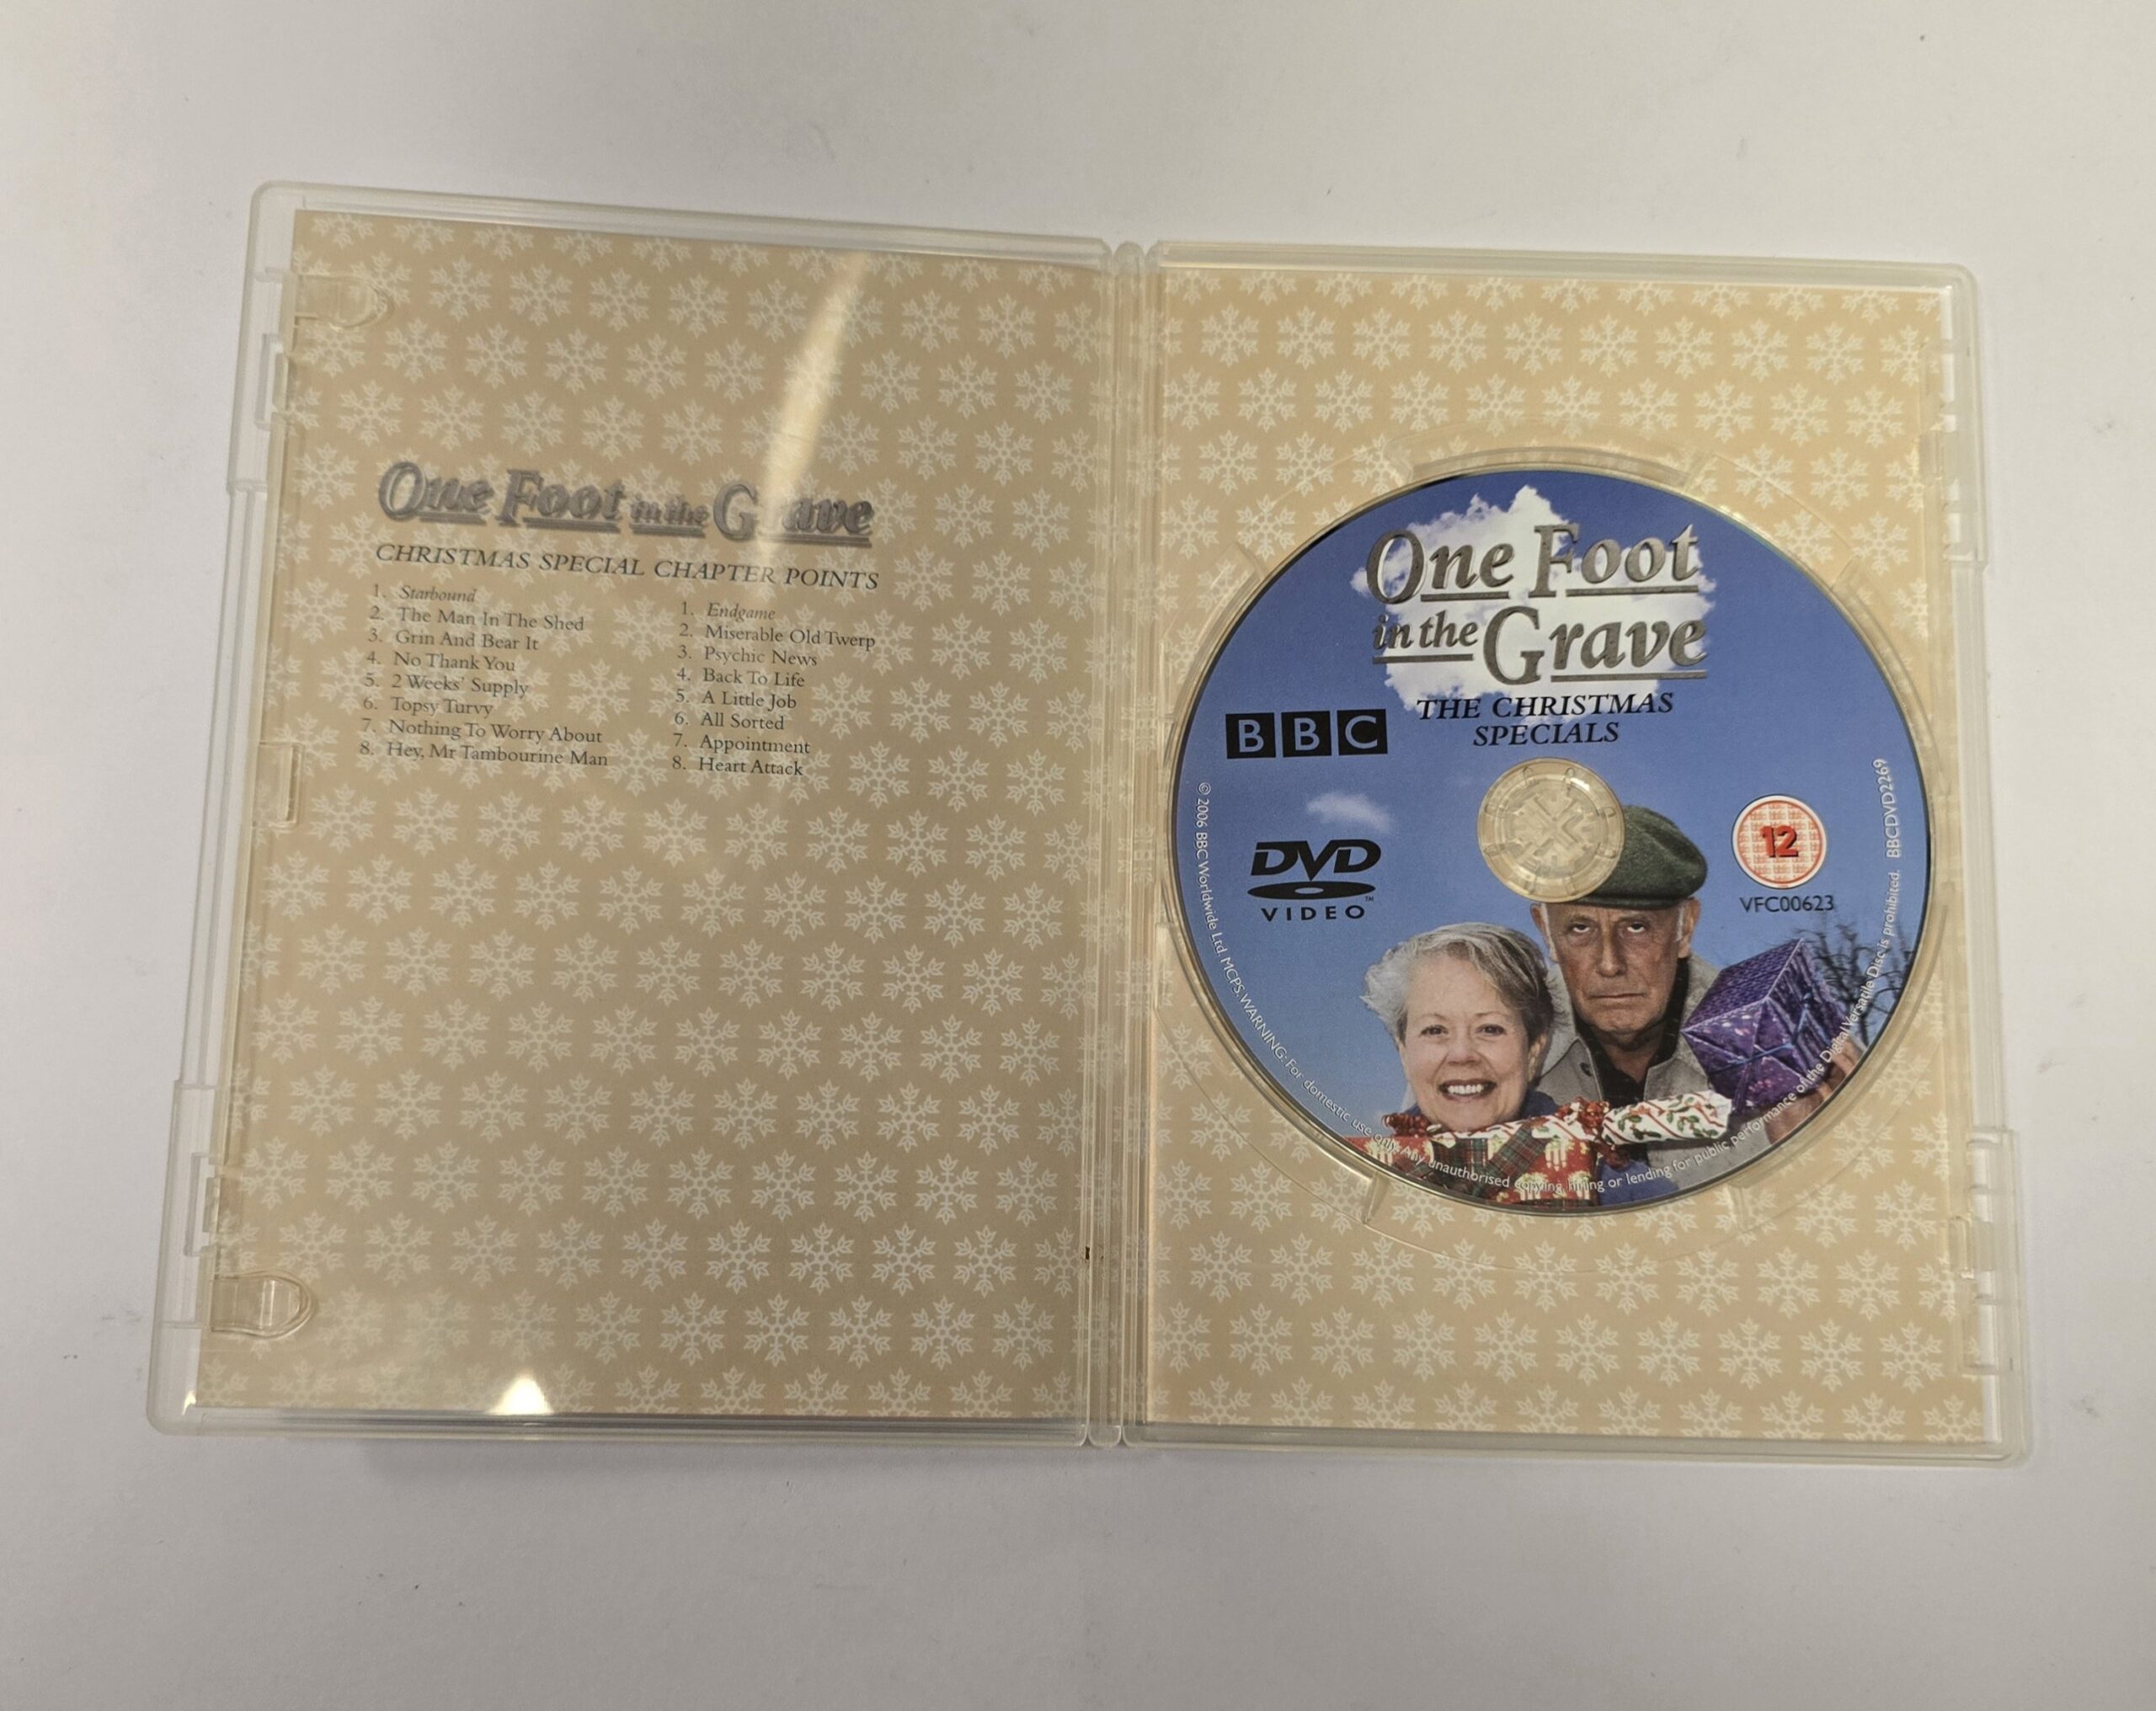 One Foot in the Grave
CHRISTMAS SPECIAL CHAPTER POINTS
1. Starbound
2. The Man In The Shed
3. Grin And Bear It
4. No Thank You
5. 2 Weeks' Supply
6. Topsy Turvy
7. Nothing To Worry About
8. Hey, Mr Tambourine Man
1. Endgame
2. Miserable Old Twerp
3. Psychic News
4. Back To Life
5. A Little Job
6. All Sorted
7. Appointment
8. Heart Attack
One Foot
in the Grave
THE CHRISTMAS
SPECIALS
BBC
DVD
VIDEO
TM
12
VFC00623
© 2006 BBC Worldwide Ltd. MCPS. WARNING: For domestic use only. Any unauthorised copying, hiring or lending for public performance of the Digital Versatile Disc is prohibited. BBCDVD2269